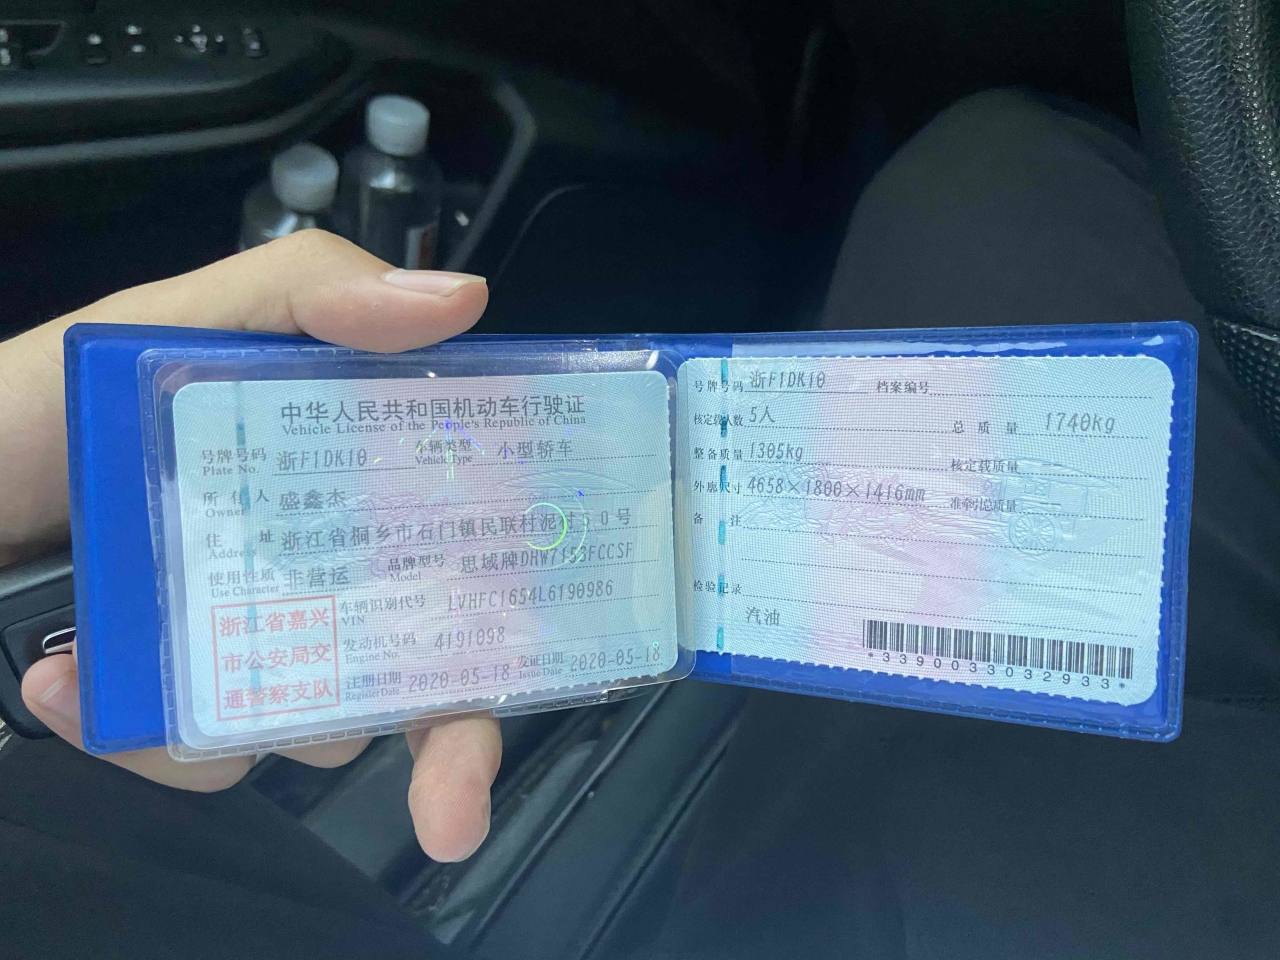 中华人民共和国机动车行驶证
Vehicle License of the People's Republic of China
号牌号码 浙F1DK10 车辆类型 小型轿车
Plate No. Vehicle Type
所有人 盛鑫杰
Owner
住 址 浙江省桐乡市石门镇民联村泥 50号
Address
使用性质 非营运 品牌型号 思域牌DHW7153FCCSF
Use Character Model
浙江省嘉兴
市公安局交
通警察支队
车辆识别代号 LVHFC1654L6190986
VIN
发动机号码 4191098
Engine No.
注册日期 2020-05-18 发证日期 2020-05-18
Register Date Issue Date
号牌号码 浙F1DK10 档案编号
核定载人数 5人 总质量 1740kg
整备质量 1305kg 核定载质量
外廓尺寸 4658×1800×1416mm 准牵引总质量
备 注
检验记录
汽油
*3390033032933*